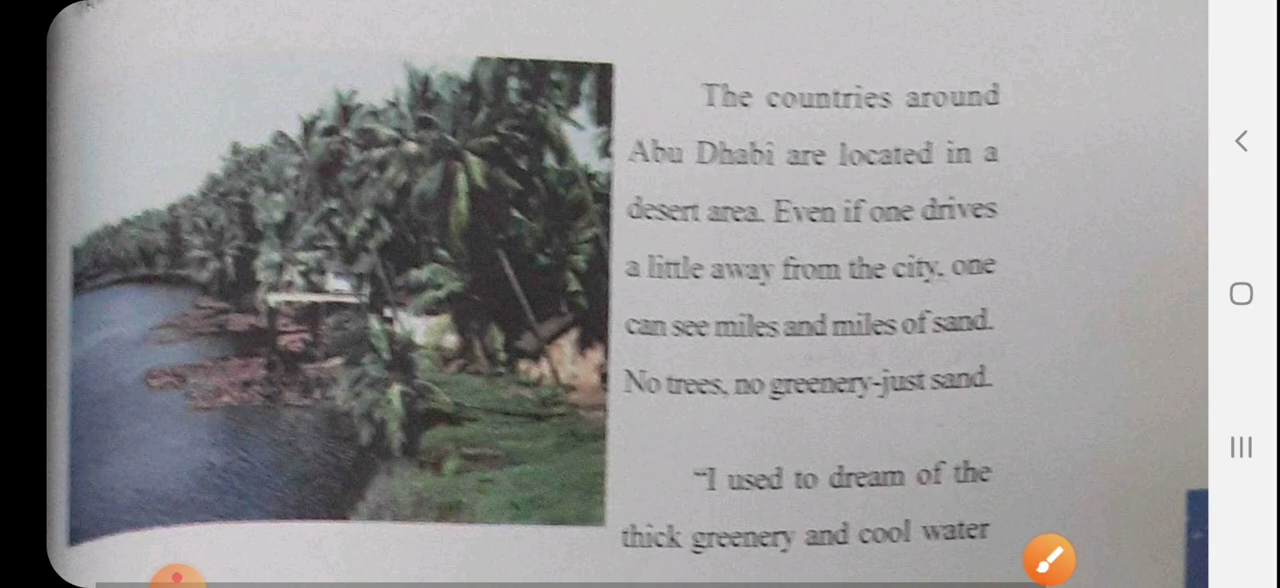 The countries around
Abu Dhabi are located in a
desert area. Even if one drives
a little away from the city, one
can see miles and miles of sand.
No trees, no greenery-just sand.
“I used to dream of the
thick greenery and cool water